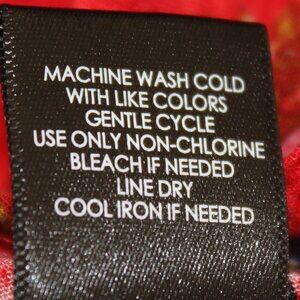 MACHINE WASH COLD
WITH LIKE COLORS
GENTLE CYCLE
USE ONLY NON-CHLORINE
BLEACH IF NEEDED
LINE DRY
COOL IRON IF NEEDED